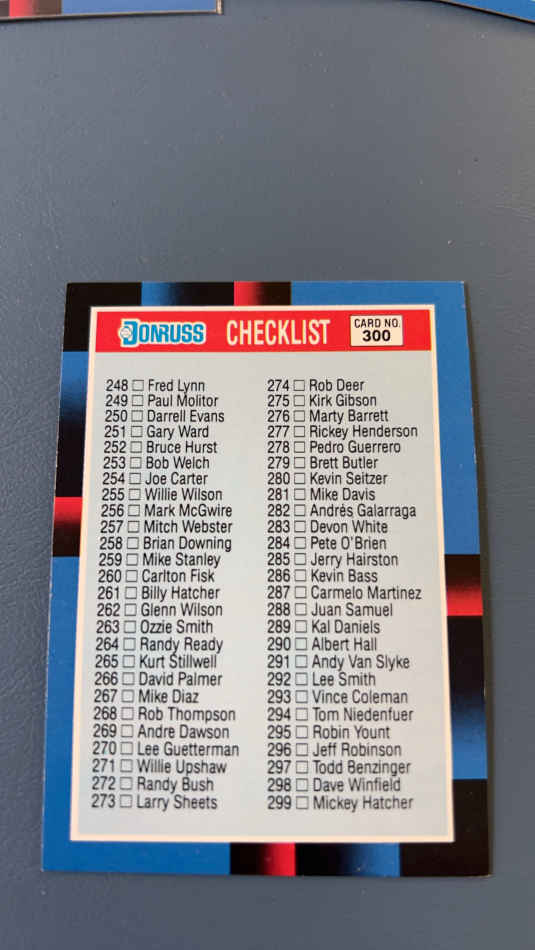 DONRUSS CHECKLIST CARD NO. 300
248 □ Fred Lynn
249 □ Paul Molitor
250 □ Darrell Evans
251 □ Gary Ward
252 □ Bruce Hurst
253 □ Bob Welch
254 □ Joe Carter
255 □ Willie Wilson
256 □ Mark McGwire
257 □ Mitch Webster
258 □ Brian Downing
259 □ Mike Stanley
260 □ Carlton Fisk
261 □ Billy Hatcher
262 □ Glenn Wilson
263 □ Ozzie Smith
264 □ Randy Ready
265 □ Kurt Stillwell
266 □ David Palmer
267 □ Mike Diaz
268 □ Rob Thompson
269 □ Andre Dawson
270 □ Lee Guetterman
271 □ Willie Upshaw
272 □ Randy Bush
273 □ Larry Sheets
274 □ Rob Deer
275 □ Kirk Gibson
276 □ Marty Barrett
277 □ Rickey Henderson
278 □ Pedro Guerrero
279 □ Brett Butler
280 □ Kevin Seitzer
281 □ Mike Davis
282 □ Andrés Galarraga
283 □ Devon White
284 □ Pete O'Brien
285 □ Jerry Hairston
286 □ Kevin Bass
287 □ Carmelo Martinez
288 □ Juan Samuel
289 □ Kal Daniels
290 □ Albert Hall
291 □ Andy Van Slyke
292 □ Lee Smith
293 □ Vince Coleman
294 □ Tom Niedenfuer
295 □ Robin Yount
296 □ Jeff Robinson
297 □ Todd Benzinger
298 □ Dave Winfield
299 □ Mickey Hatcher